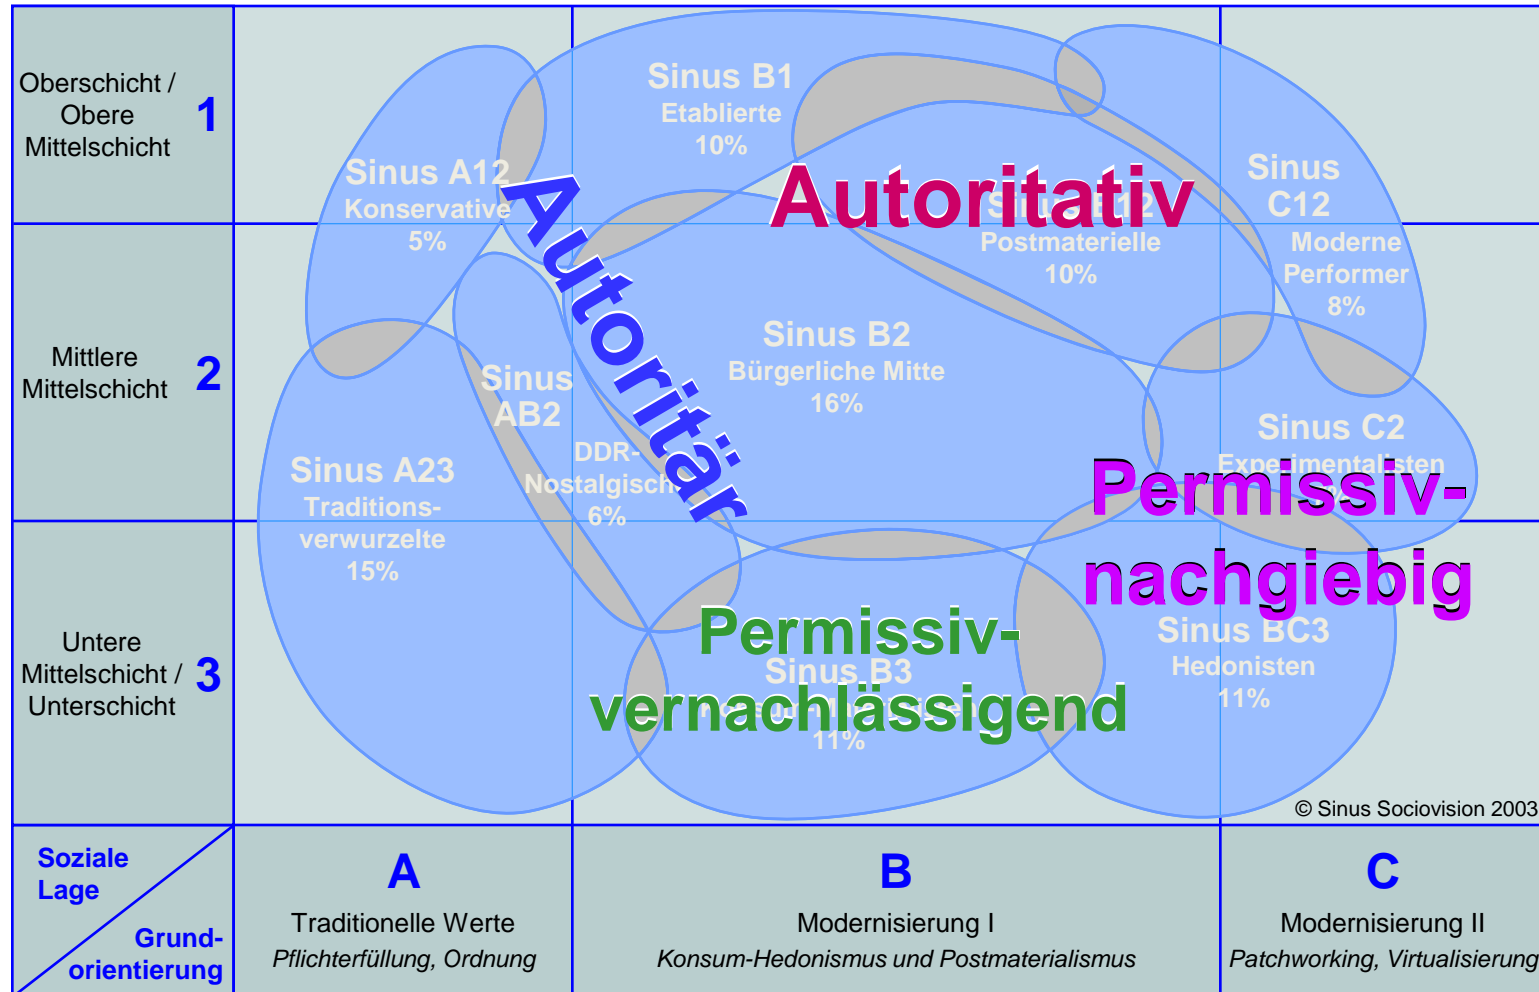 Oberschicht /
Obere
Mittelschicht
1
Sinus B1
Etablierte
10%
Sinus A12
Konservative
5%
Autoritär
Autoritativ
Sinus B12
Postmaterielle
10%
Sinus
C12
Moderne
Performer
8%
Mittlere
Mittelschicht
2
Sinus
AB2
DDR-
Nostalgische
6%
Sinus B2
Bürgerliche Mitte
16%
Sinus C2
Experimentalisten
Permissiv-
nachgiebig
Sinus A23
Traditions-
verwurzelte
15%
Untere
Mittelschicht /
Unterschicht
3
Permissiv-
vernachlässigend
Sinus B3
11%
Sinus BC3
Hedonisten
11%
© Sinus Sociovision 2003
Soziale
Lage
Grund-
orientierung
A
Traditionelle Werte
Pflichterfüllung, Ordnung
B
Modernisierung I
Konsum-Hedonismus und Postmaterialismus
C
Modernisierung II
Patchworking, Virtualisierung